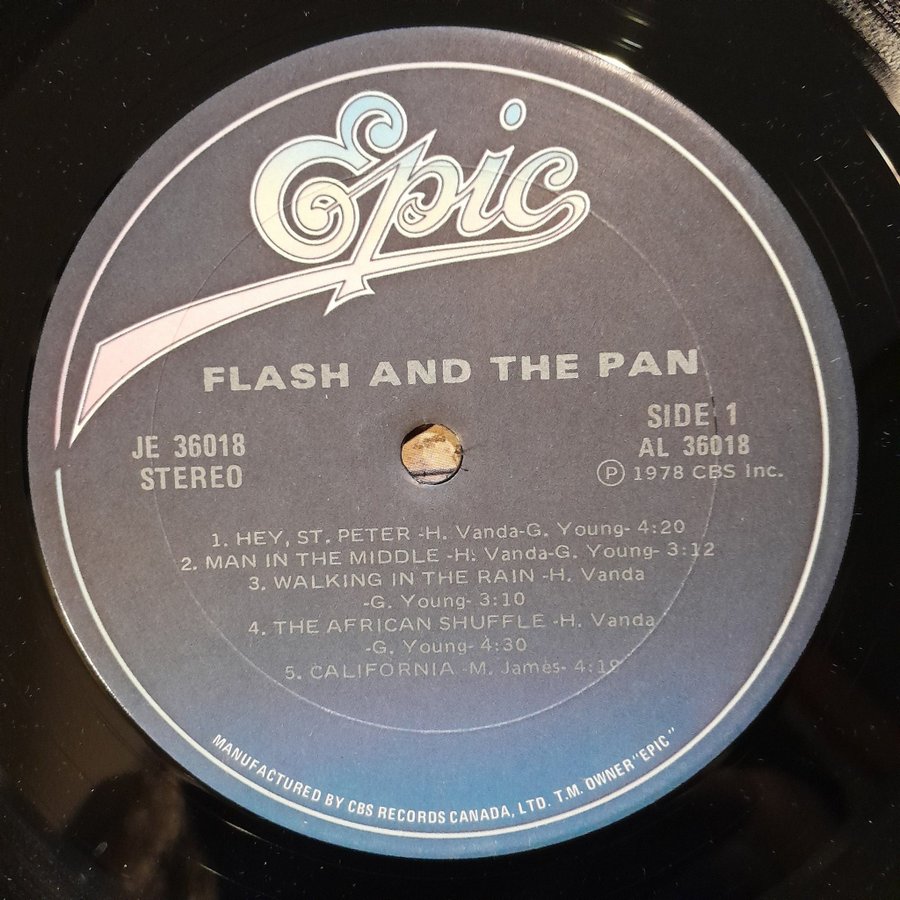 Epic
FLASH AND THE PAN
JE 36018
STEREO
SIDE 1
AL 36018
Ⓟ 1978 CBS Inc.
1. HEY, ST. PETER -H. Vanda-G. Young- 4:20
2. MAN IN THE MIDDLE -H. Vanda-G. Young- 3:12
3. WALKING IN THE RAIN -H. Vanda
-G. Young- 3:10
4. THE AFRICAN SHUFFLE -H. Vanda
-G. Young- 4:30
5. CALIFORNIA -M. James- 4:19
MANUFACTURED BY CBS RECORDS CANADA, LTD. T.M. OWNER "EPIC"